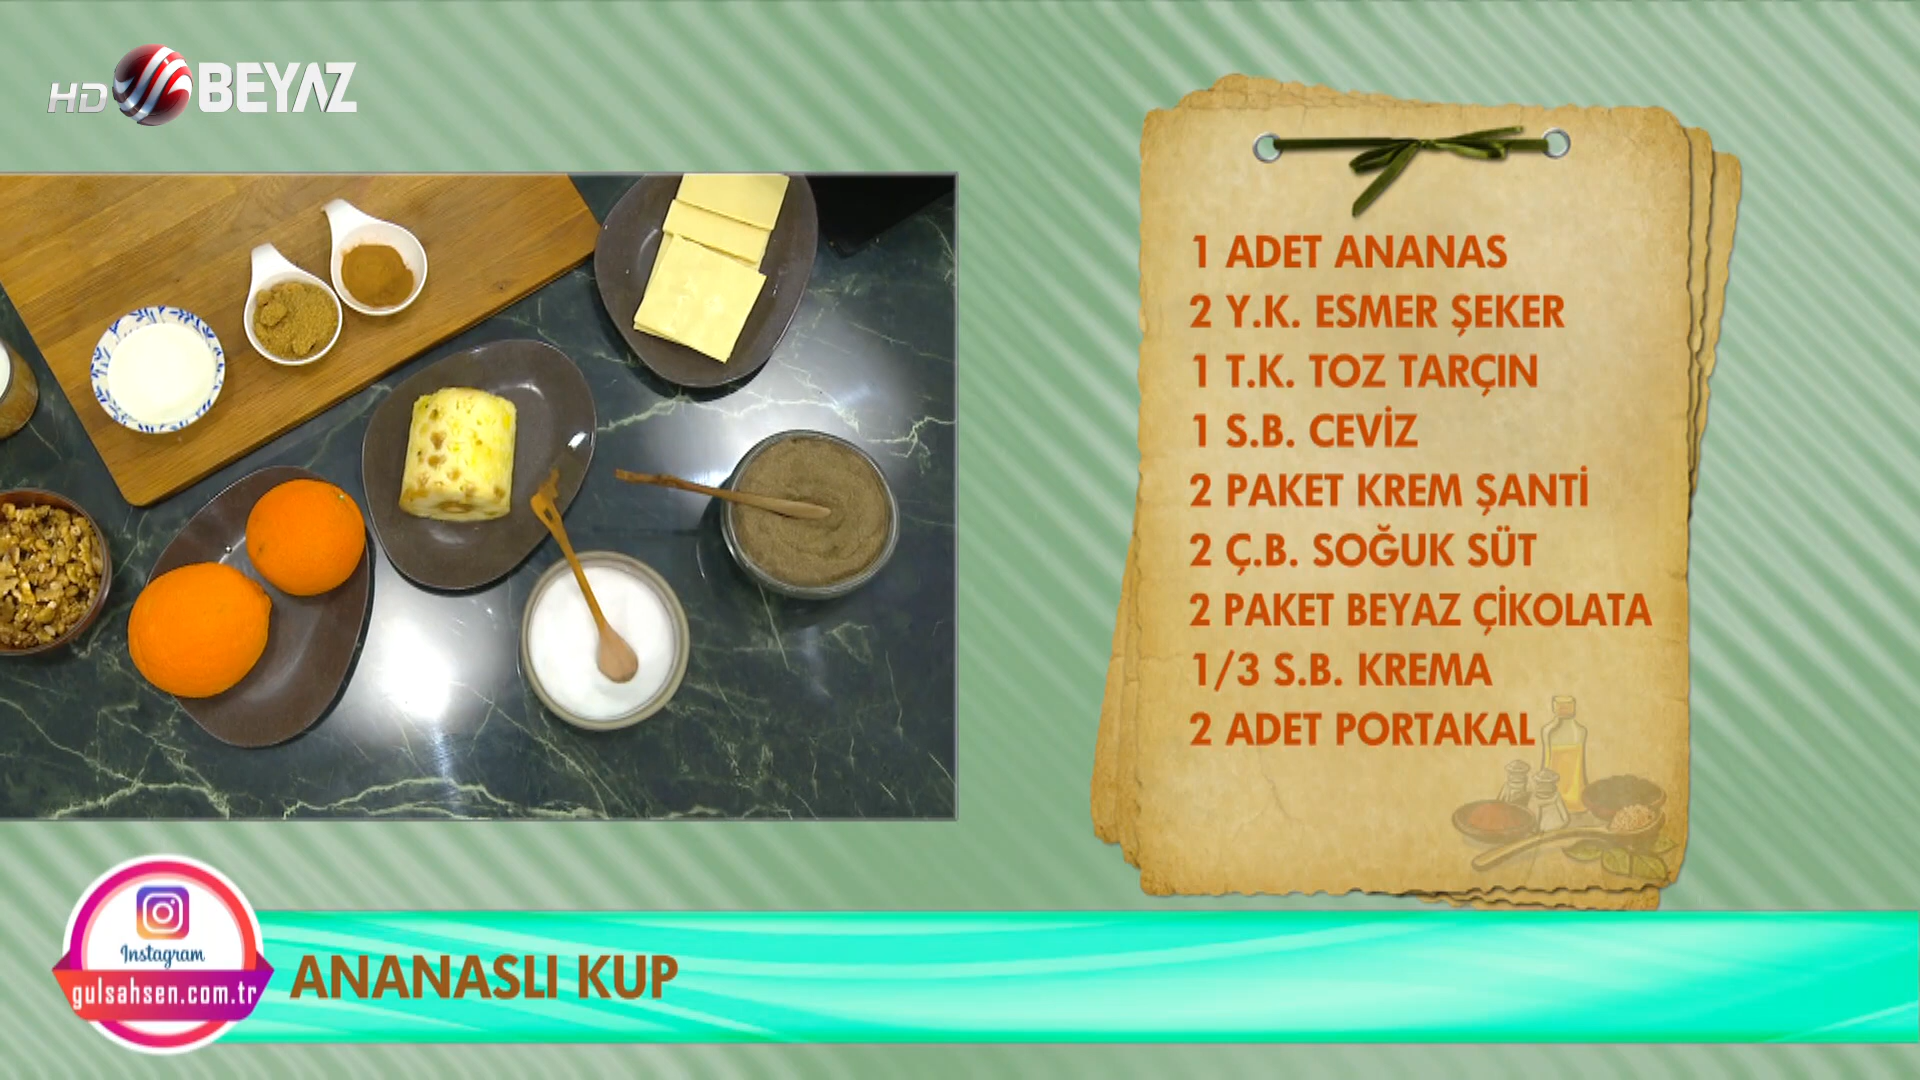 HD BEYAZ
1 ADET ANANAS
2 Y.K. ESMER ŞEKER
1 T.K. TOZ TARÇIN
1 S.B. CEVİZ
2 PAKET KREM ŞANTİ
2 Ç.B. SOĞUK SÜT
2 PAKET BEYAZ ÇİKOLATA
1/3 S.B. KREMA
2 ADET PORTAKAL
Instagram
gulsahsen.com.tr
ANANASLI KUP